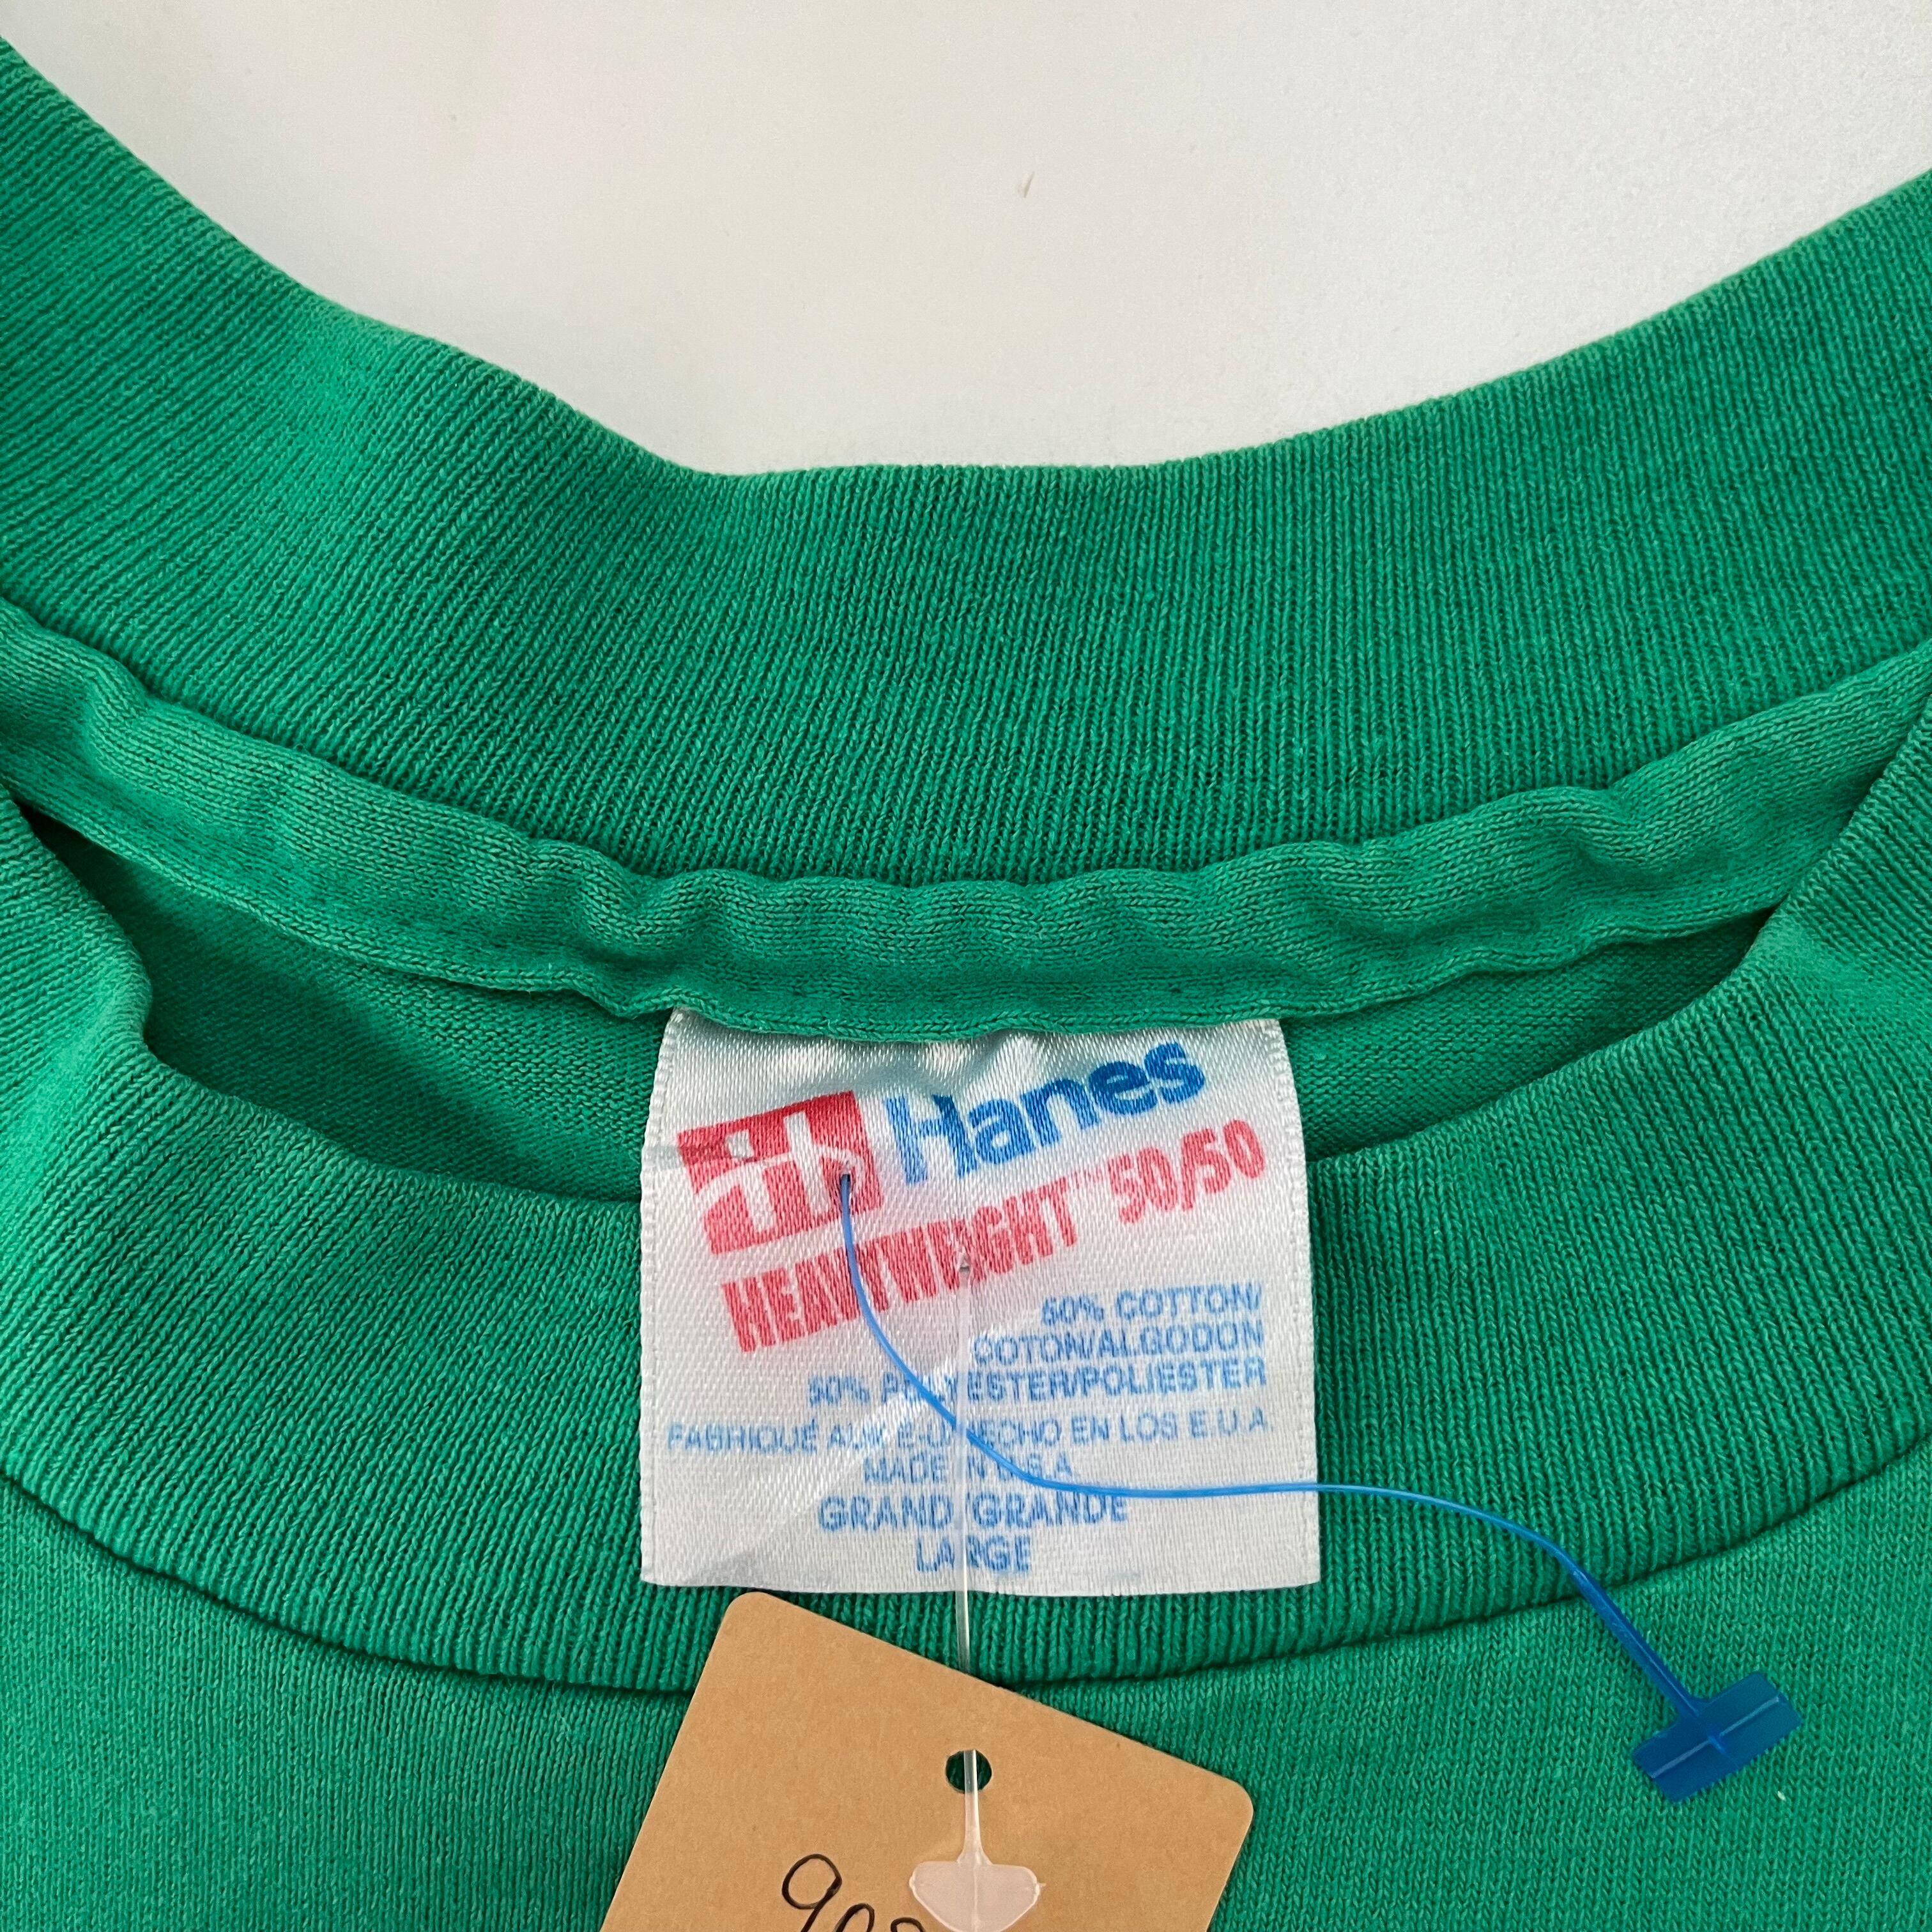 Hanes
HEAVYWEIGHT™ 50/50
50% COTTON/
COTON/ALGODON
50% POLYESTER/POLIESTER
FABRIQUÉ AUX E-U/HECHO EN LOS E.U.A.
MADE IN U.S.A.
GRAND/GRANDE
LARGE